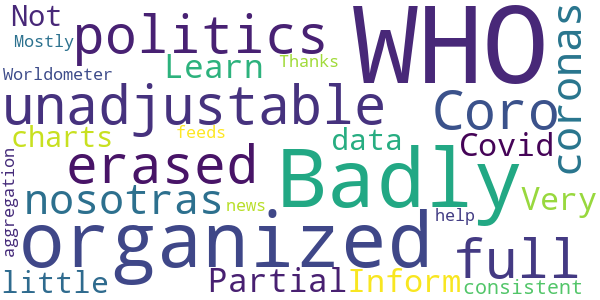 Not
Mostly
politics
WHO
coronas
Worldometer
Learn
Thanks
unadjustable
Coro
charts
feeds
data
Covid
aggregation
erased
Badly
nosotras
news
help
Very
organized
full
little
Partial
Inform
consistent